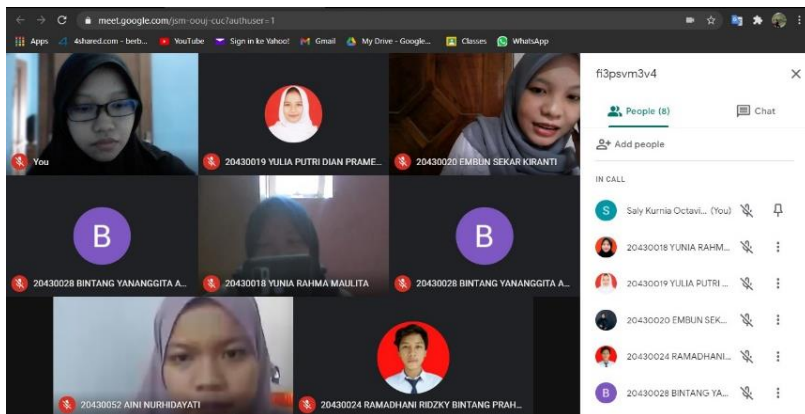 meet.google.com/jsm-oouj-cuc?authuser=1
Apps 4shared.com - berb... YouTube Sign in ke Yahoo! Gmail My Drive - Google... Classes WhatsApp
You
20430019 YULIA PUTRI DIAN PRAME...
20430020 EMBUN SEKAR KIRANTI
B
20430028 BINTANG YANANGGITA A...
20430018 YUNIA RAHMA MAULITA
B
20430028 BINTANG YANANGGITA A...
20430052 AINI NURHIDAYATI
20430024 RAMADHANI RIDZKY BINTANG PRAH...
fi3psvm3v4
People (8)
Chat
Add people
IN CALL
S
Saly Kurnia Octavi... (You)
20430018 YUNIA RAHM...
20430019 YULIA PUTRI ...
20430020 EMBUN SEK...
20430024 RAMADHANI...
B
20430028 BINTANG YA...